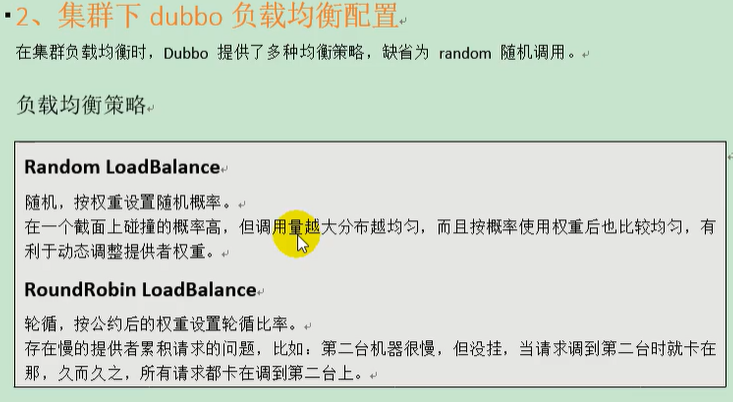 2、集群下 dubbo 负载均衡配置
在集群负载均衡时，Dubbo 提供了多种均衡策略，缺省为 random 随机调用。
负载均衡策略
Random LoadBalance
随机，按权重设置随机概率。
在一个截面上碰撞的概率高，但调用量越大分布越均匀，而且按概率使用权重后也比较均匀，有
利于动态调整提供者权重。
RoundRobin LoadBalance
轮循，按公约后的权重设置轮循比率。
存在慢的提供者累积请求的问题，比如：第二台机器很慢，但没挂，当请求调到第二台时就卡在
那，久而久之，所有请求都卡在调到第二台上。